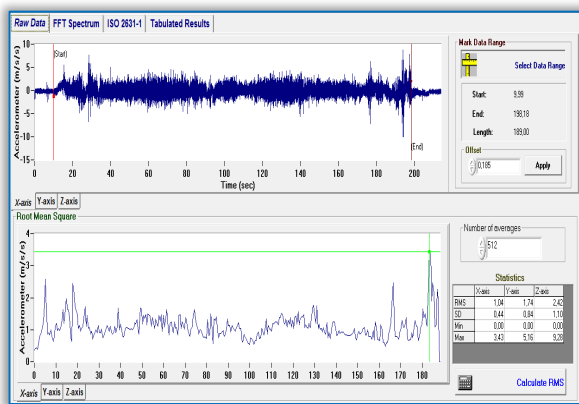 Raw Data FFT Spectrum ISO 2631-1 Tabulated Results
Accelerometer (m/s/s)
10
5
0
-5
-10
-15
(Start)
(End)
0 20 40 60 80 100 120 140 160 180 200
Time (sec)
X-axis Y-axis Z-axis
Mark Data Range
Select Data Range
Start: 9,99
End: 198,18
Length: 189,00
Offset
0,185 Apply
Root Mean Square
Accelerometer (m/s/s)
4
3
2
1
0
0 10 20 30 40 50 60 70 80 90 100 110 120 130 140 150 160 170 180
X-axis Y-axis Z-axis
Number of averages
512
Statistics
X-axis Y-axis Z-axis
RMS 1,04 1,74 2,42
SD 0,44 0,84 1,10
Min 0,00 0,00 0,00
Max 3,43 5,16 9,28
Calculate RMS